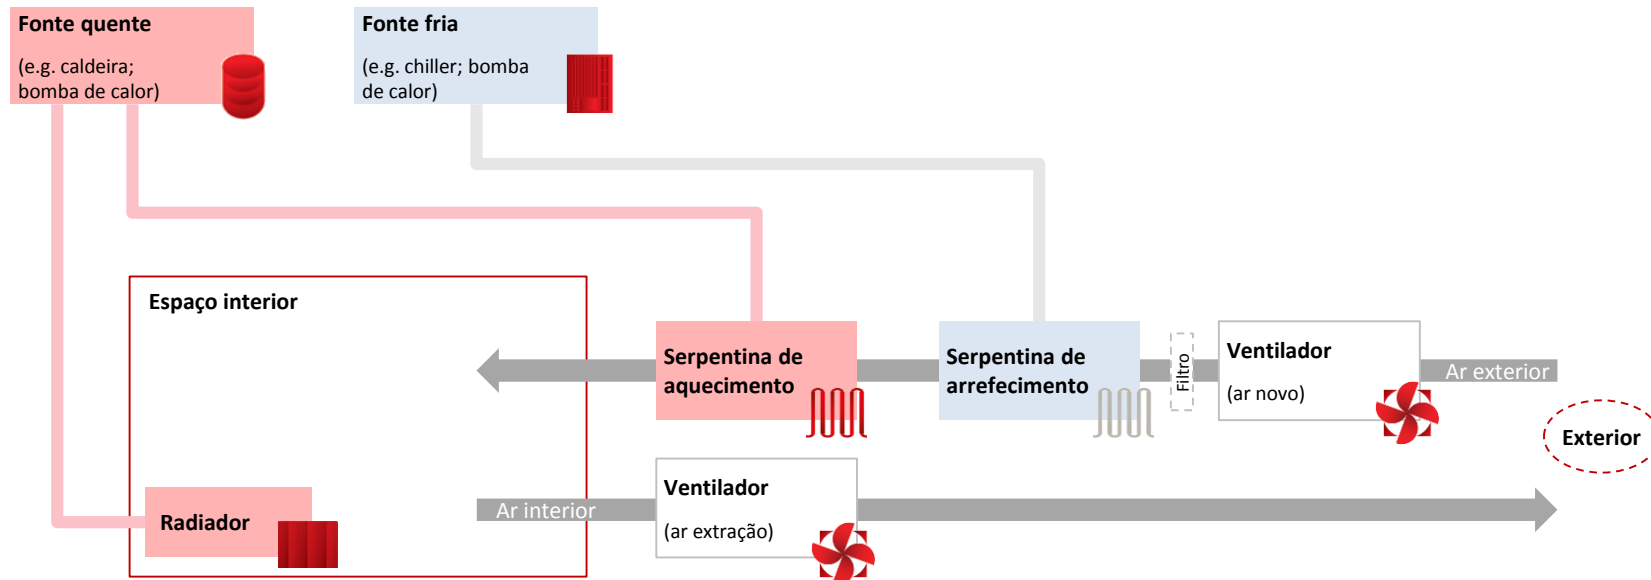 Fonte quente
(e.g. caldeira;
bomba de calor)
Fonte fria
(e.g. chiller; bomba
de calor)
Espaço interior
Serpentina de
aquecimento
Serpentina de
arrefecimento
Filtro
Ventilador
(ar novo)
Ar exterior
Exterior
Radiador
Ar interior
Ventilador
(ar extração)